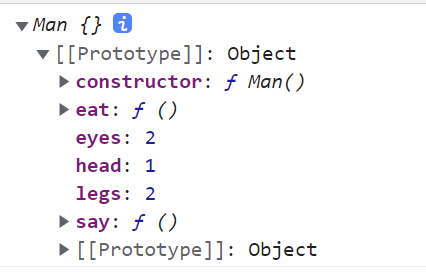 Man {} i
[[Prototype]]: Object
constructor: ƒ Man()
eat: ƒ ()
eyes: 2
head: 1
legs: 2
say: ƒ ()
[[Prototype]]: Object